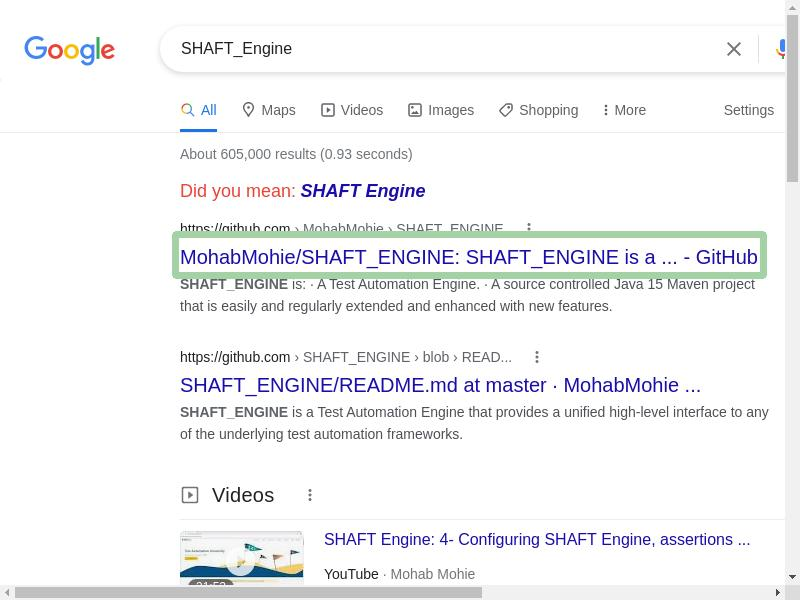 Google
SHAFT_Engine
All Maps Videos Images Shopping More Settings
About 605,000 results (0.93 seconds)
Did you mean: SHAFT Engine
https://github.com › MohabMohie › SHAFT_ENGINE
MohabMohie/SHAFT_ENGINE: SHAFT_ENGINE is a ... - GitHub
SHAFT_ENGINE is: · A Test Automation Engine. · A source controlled Java 15 Maven project
that is easily and regularly extended and enhanced with new features.
https://github.com › SHAFT_ENGINE › blob › READ...
SHAFT_ENGINE/README.md at master · MohabMohie ...
SHAFT_ENGINE is a Test Automation Engine that provides a unified high-level interface to any
of the underlying test automation frameworks.
Videos
SHAFT Engine: 4- Configuring SHAFT Engine, assertions ...
YouTube · Mohab Mohie